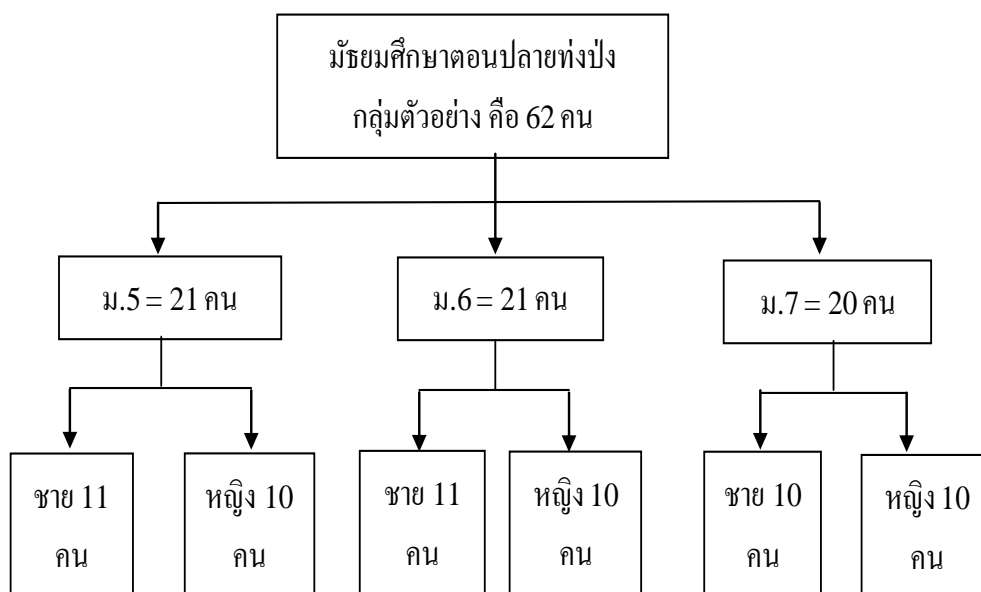 มัธยมศึกษาตอนปลายท่งป่ง
กลุ่มตัวอย่าง คือ 62 คน
ม.5 = 21 คน
ม.6 = 21 คน
ม.7 = 20 คน
ชาย 11
คน
หญิง 10
คน
ชาย 11
คน
หญิง 10
คน
ชาย 10
คน
หญิง 10
คน